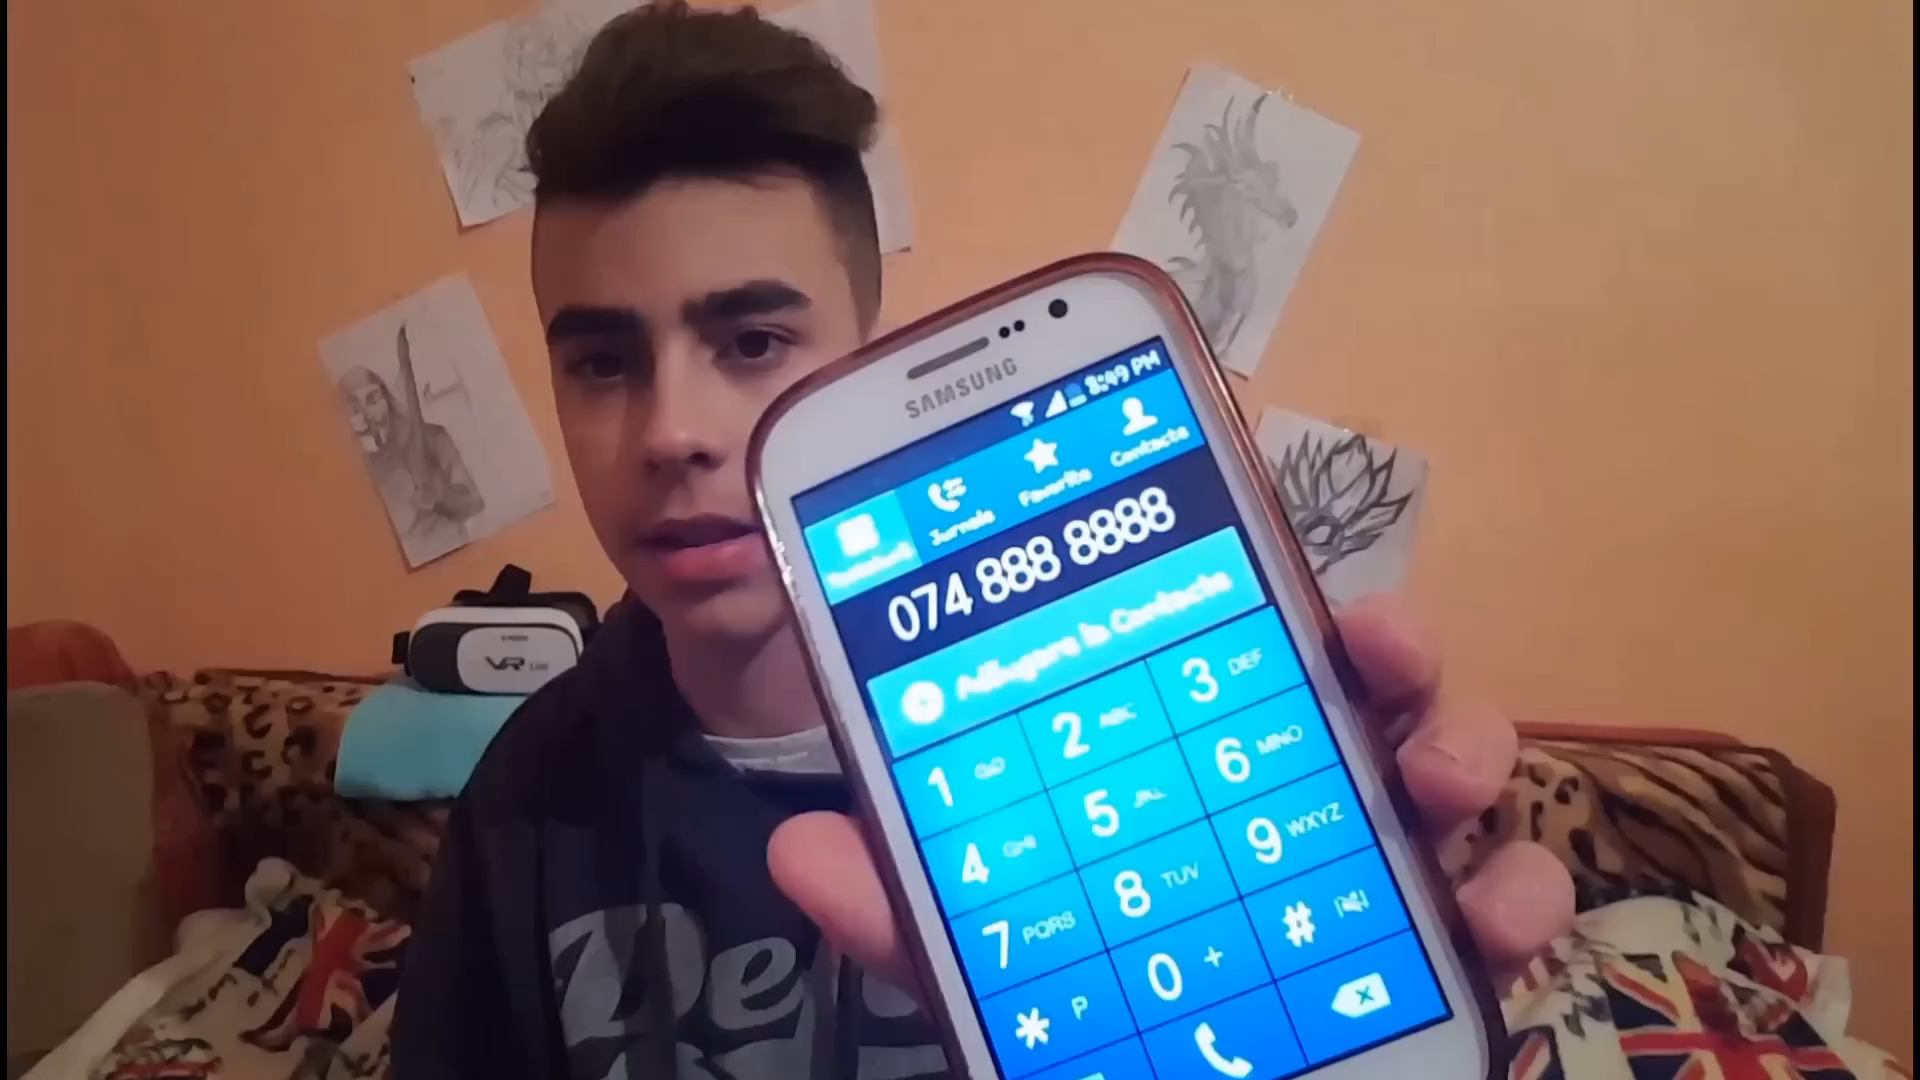 SAMSUNG
8:49 PM
Jurnale
Favorite
Contacte
074 888 8888
Adăugare la Contacte
1
2 ABC
3 DEF
4 GHI
5 JKL
6 MNO
7 PQRS
8 TUV
9 WXYZ
* P
0 +
#
VR